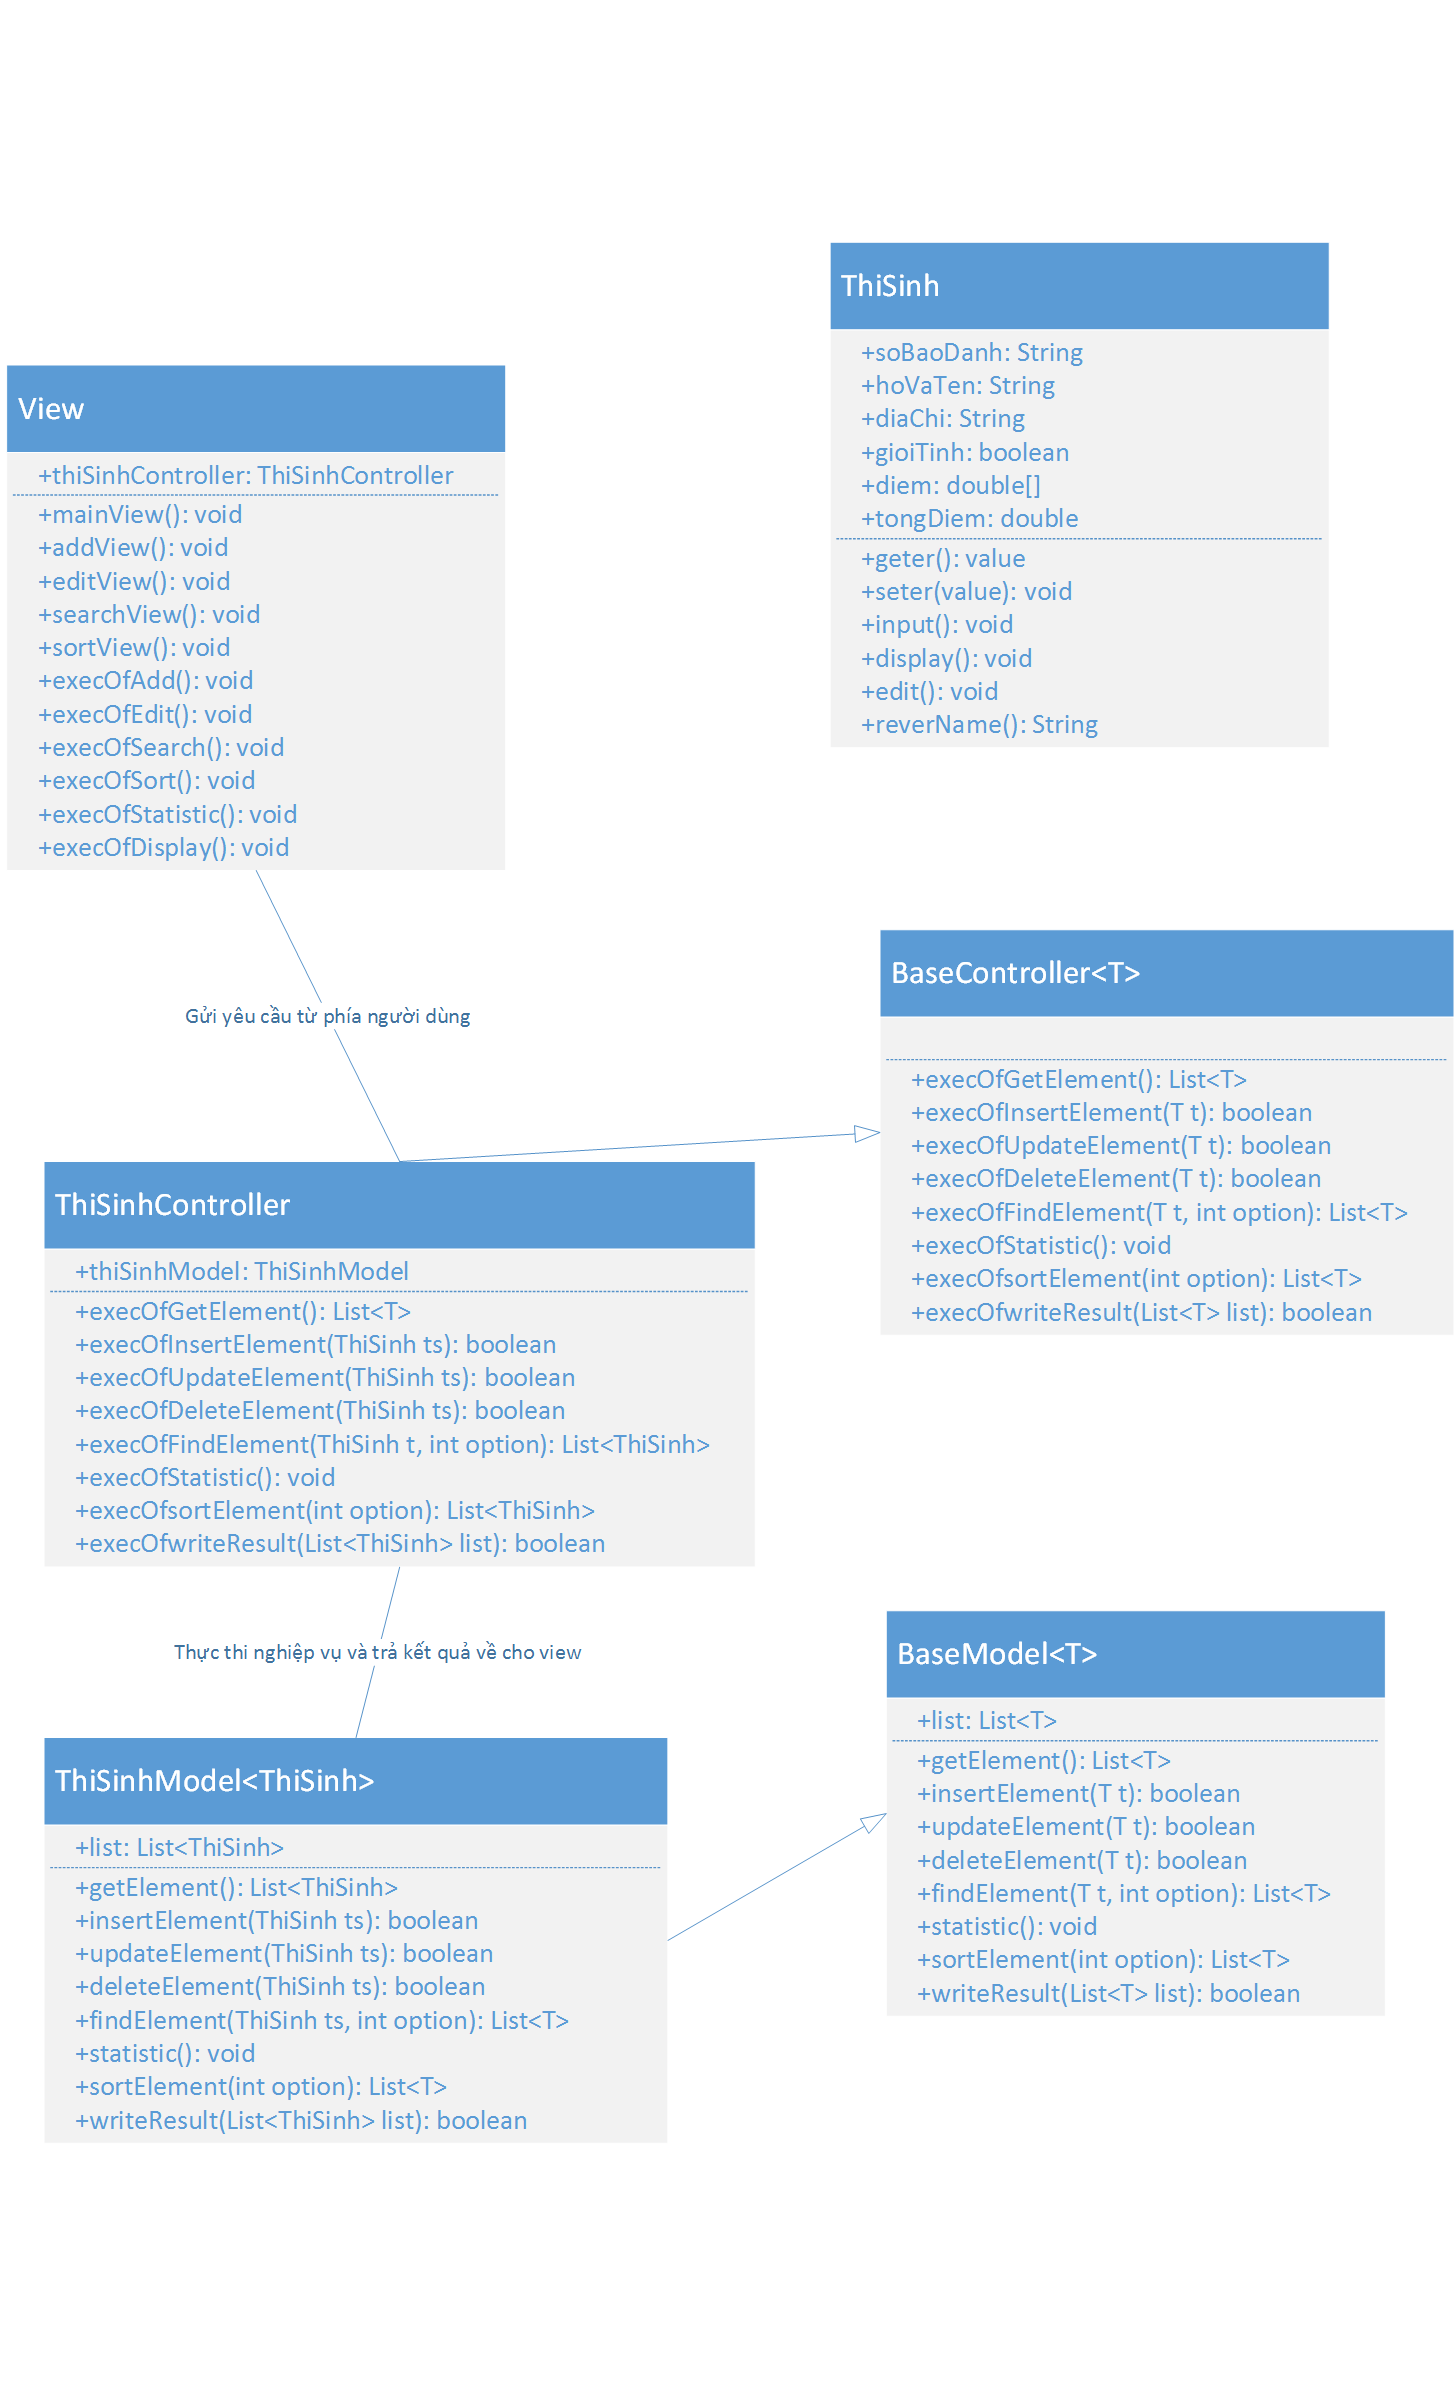 ThiSinh
+soBaoDanh: String
+hoVaTen: String
+diaChi: String
+gioiTinh: boolean
+diem: double[]
+tongDiem: double
+geter(): value
+seter(value): void
+input(): void
+display(): void
+edit(): void
+reverName(): String
View
+thiSinhController: ThiSinhController
+mainView(): void
+addView(): void
+editView(): void
+searchView(): void
+sortView(): void
+execOfAdd(): void
+execOfEdit(): void
+execOfSearch(): void
+execOfSort(): void
+execOfStatistic(): void
+execOfDisplay(): void
Gửi yêu cầu từ phía người dùng
BaseController<T>
+execOfGetElement(): List<T>
+execOfInsertElement(T t): boolean
+execOfUpdateElement(T t): boolean
+execOfDeleteElement(T t): boolean
+execOfFindElement(T t, int option): List<T>
+execOfStatistic(): void
+execOfsortElement(int option): List<T>
+execOfwriteResult(List<T> list): boolean
ThiSinhController
+thiSinhModel: ThiSinhModel
+execOfGetElement(): List<T>
+execOfInsertElement(ThiSinh ts): boolean
+execOfUpdateElement(ThiSinh ts): boolean
+execOfDeleteElement(ThiSinh ts): boolean
+execOfFindElement(ThiSinh t, int option): List<ThiSinh>
+execOfStatistic(): void
+execOfsortElement(int option): List<ThiSinh>
+execOfwriteResult(List<ThiSinh> list): boolean
Thực thi nghiệp vụ và trả kết quả về cho view
BaseModel<T>
+list: List<T>
+getElement(): List<T>
+insertElement(T t): boolean
+updateElement(T t): boolean
+deleteElement(T t): boolean
+findElement(T t, int option): List<T>
+statistic(): void
+sortElement(int option): List<T>
+writeResult(List<T> list): boolean
ThiSinhModel<ThiSinh>
+list: List<ThiSinh>
+getElement(): List<ThiSinh>
+insertElement(ThiSinh ts): boolean
+updateElement(ThiSinh ts): boolean
+deleteElement(ThiSinh ts): boolean
+findElement(ThiSinh ts, int option): List<T>
+statistic(): void
+sortElement(int option): List<T>
+writeResult(List<ThiSinh> list): boolean